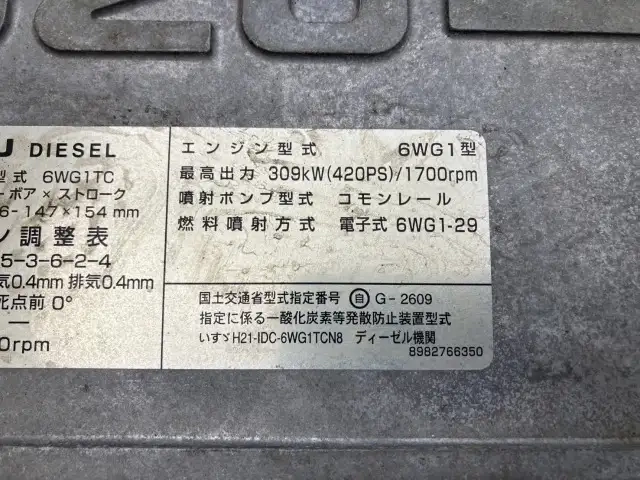 U DIESEL
型式 6WG1TC
ーボア×ストローク
6-147×154mm
ン調整表
5-3-6-2-4
気0.4mm 排気0.4mm
死点前0°
—
0rpm
エンジン型式 6WG1型
最高出力 309kW(420PS)/1700rpm
噴射ポンプ型式 コモンレール
燃料噴射方式 電子式 6WG1-29
国土交通省型式指定番号 自 G-2609
指定に係る一酸化炭素等発散防止装置型式
いすゞH21-IDC-6WG1TCN8 ディーゼル機関
8982766350